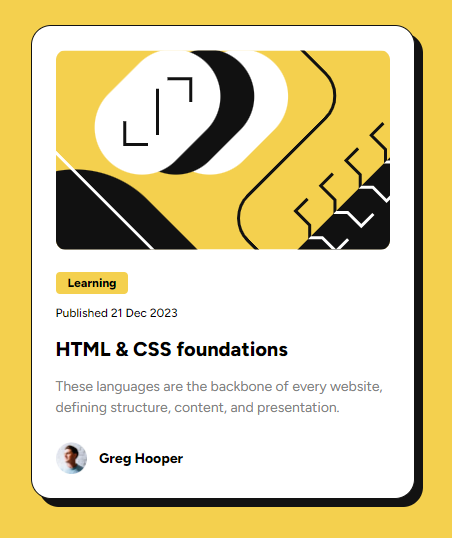 Learning
Published 21 Dec 2023
HTML & CSS foundations
These languages are the backbone of every website,
defining structure, content, and presentation.
Greg Hooper